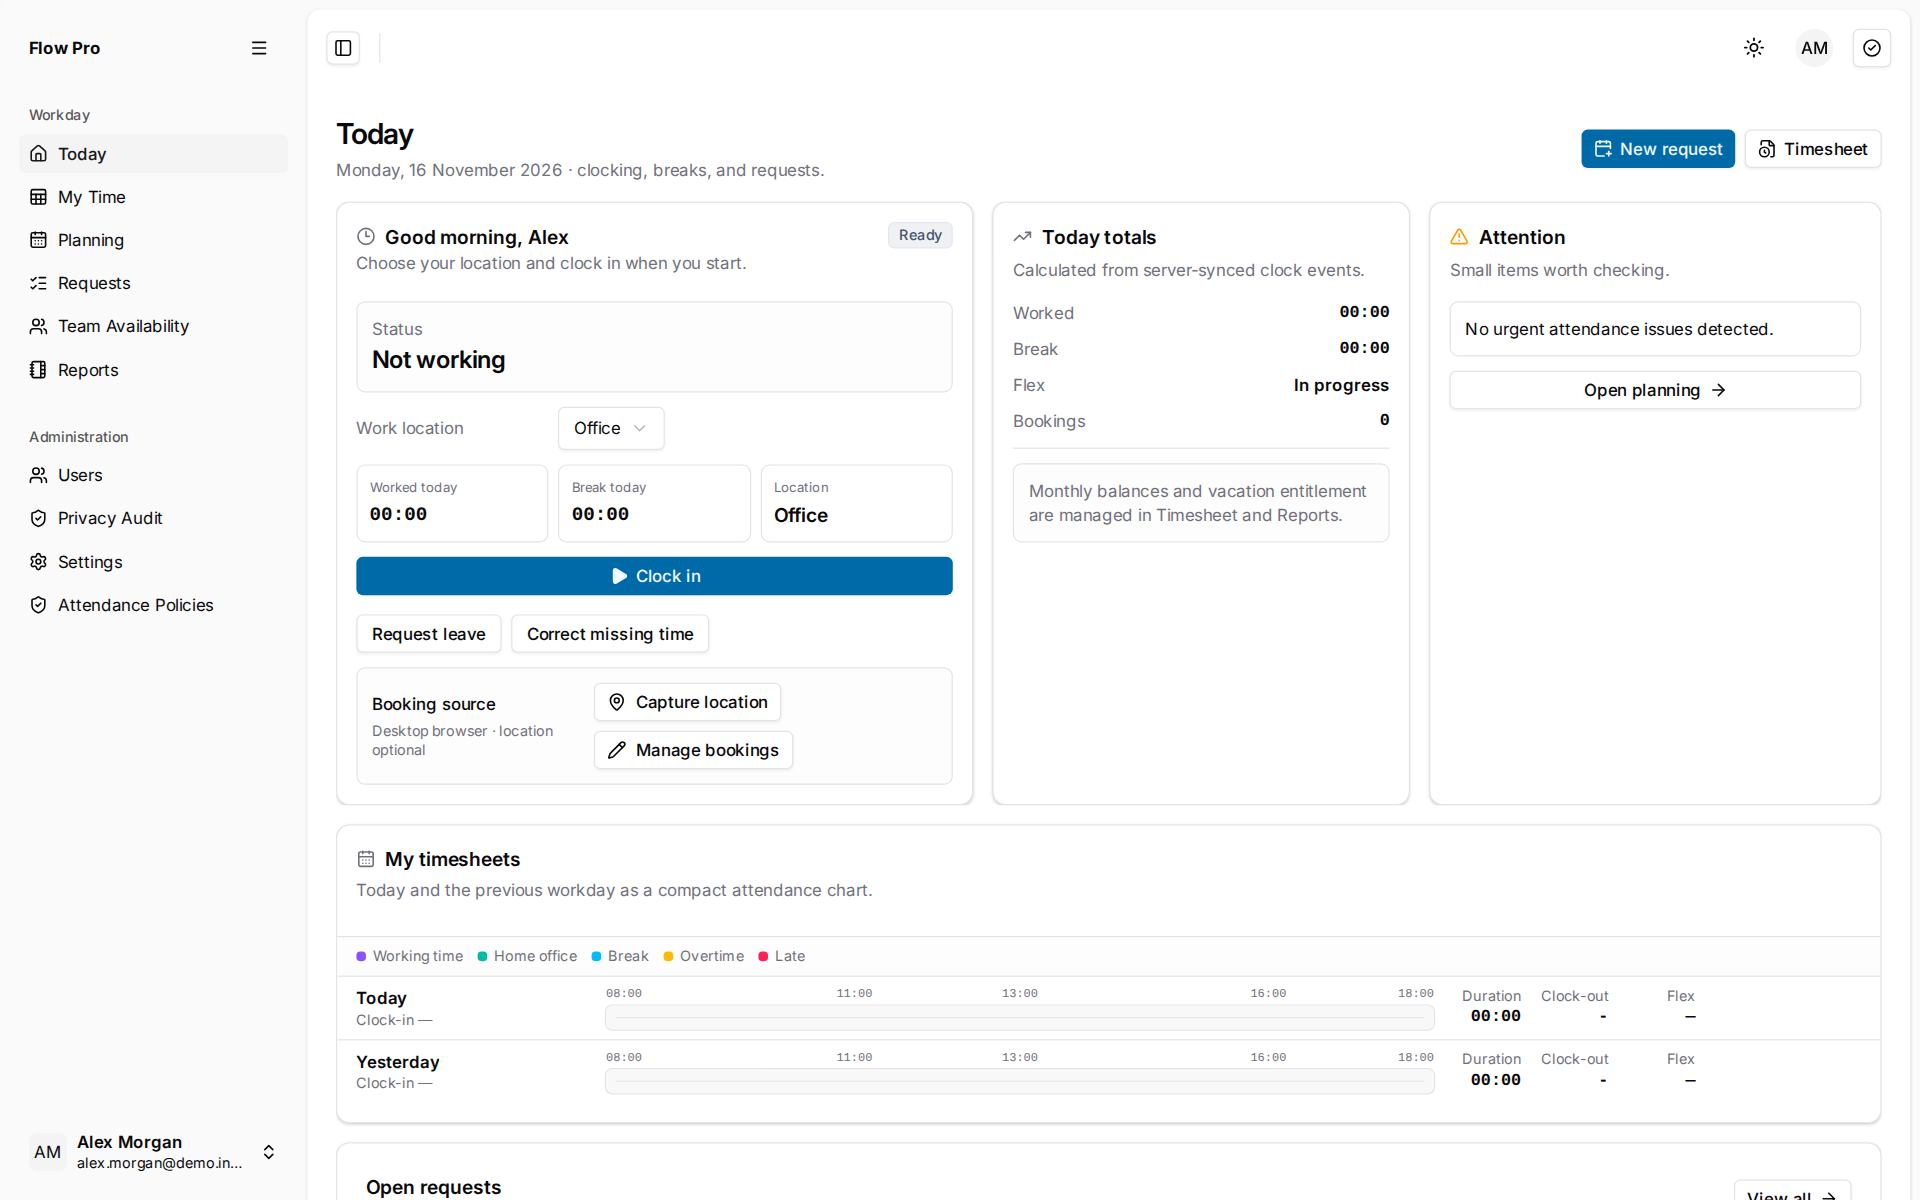 Flow Pro
Workday
Today
My Time
Planning
Requests
Team Availability
Reports
Administration
Users
Privacy Audit
Settings
Attendance Policies
AM
Alex Morgan
alex.morgan@demo.in...
AM
Today
Monday, 16 November 2026 · clocking, breaks, and requests.
New request
Timesheet
Good morning, Alex
Ready
Choose your location and clock in when you start.
Status
Not working
Work location
Office
Worked today
00:00
Break today
00:00
Location
Office
Clock in
Request leave
Correct missing time
Booking source
Desktop browser · location
optional
Capture location
Manage bookings
Today totals
Calculated from server-synced clock events.
Worked 00:00
Break 00:00
Flex In progress
Bookings 0
Monthly balances and vacation entitlement
are managed in Timesheet and Reports.
Attention
Small items worth checking.
No urgent attendance issues detected.
Open planning
My timesheets
Today and the previous workday as a compact attendance chart.
Working time Home office Break Overtime Late
Today
Clock-in —
08:00 11:00 13:00 16:00 18:00
Duration Clock-out Flex
00:00 - —
Yesterday
Clock-in —
08:00 11:00 13:00 16:00 18:00
Duration Clock-out Flex
00:00 - —
Open requests
View all